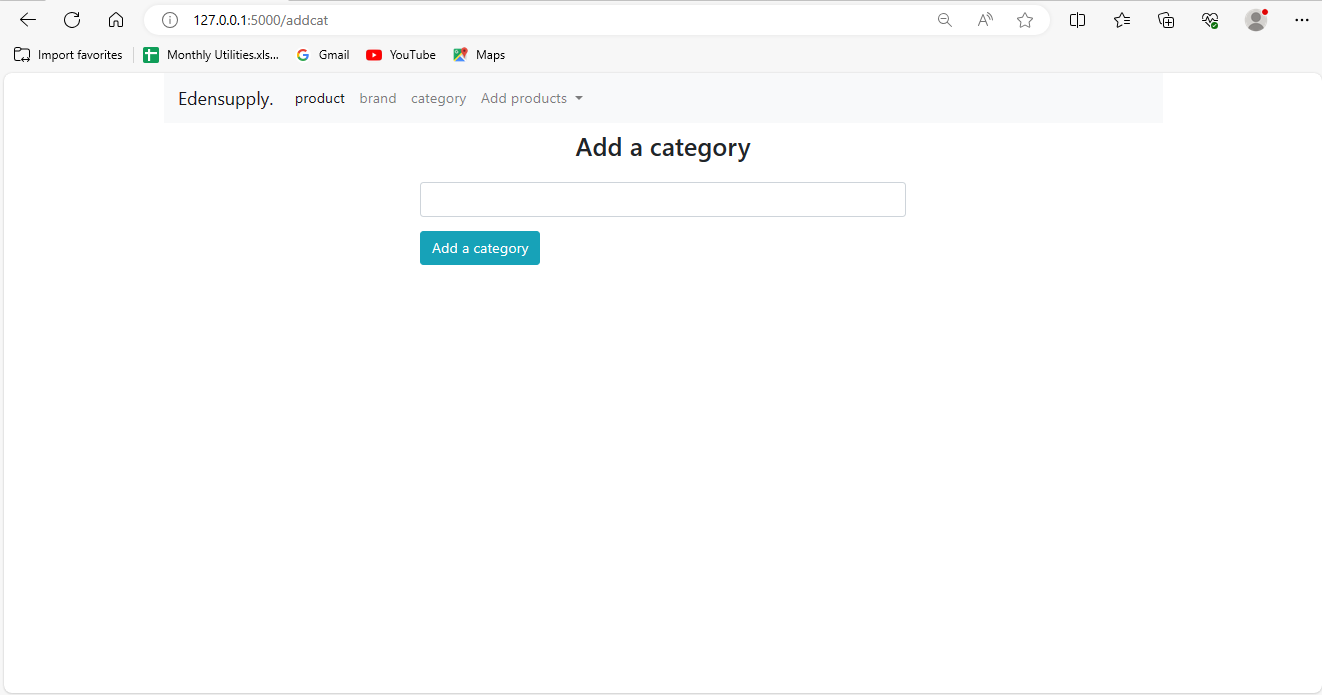 127.0.0.1:5000/addcat
Import favorites Monthly Utilities.xls... Gmail YouTube Maps
Edensupply. product brand category Add products
Add a category
Add a category